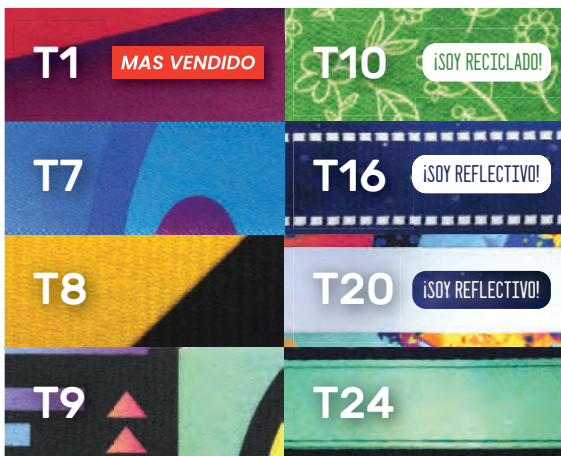 T1 MAS VENDIDO
T10 ¡SOY RECICLADO!
T7
T16 ¡SOY REFLECTIVO!
T8
T20 ¡SOY REFLECTIVO!
T9
T24